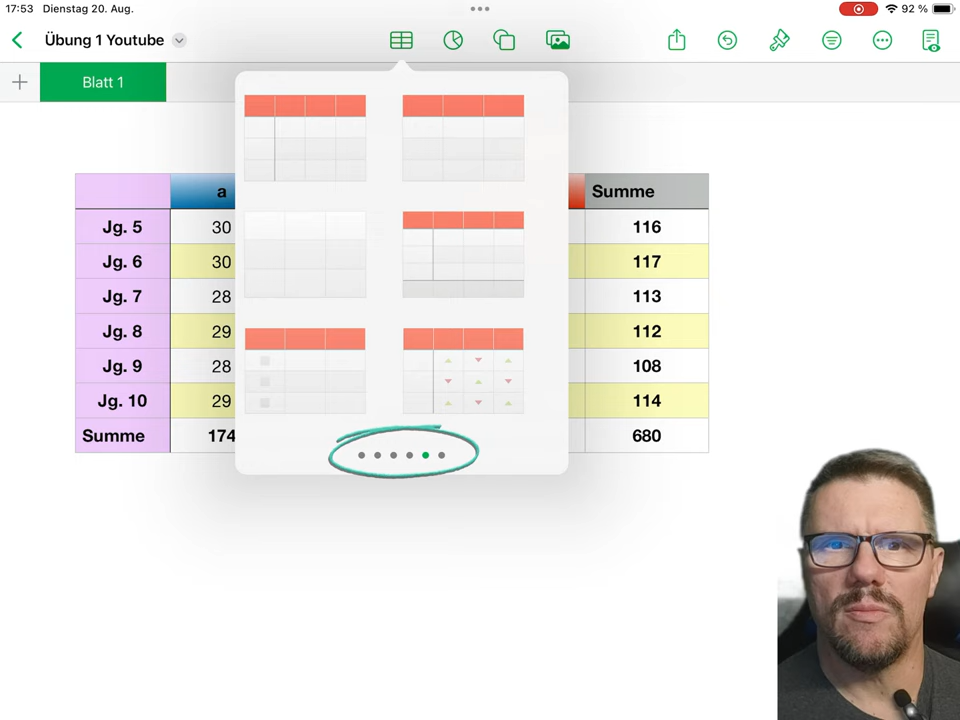 17:53 Dienstag 20. Aug. 92 %
Übung 1 Youtube
Blatt 1
a Summe
Jg. 5 30 116
Jg. 6 30 117
Jg. 7 28 113
Jg. 8 29 112
Jg. 9 28 108
Jg. 10 29 114
Summe 174 680